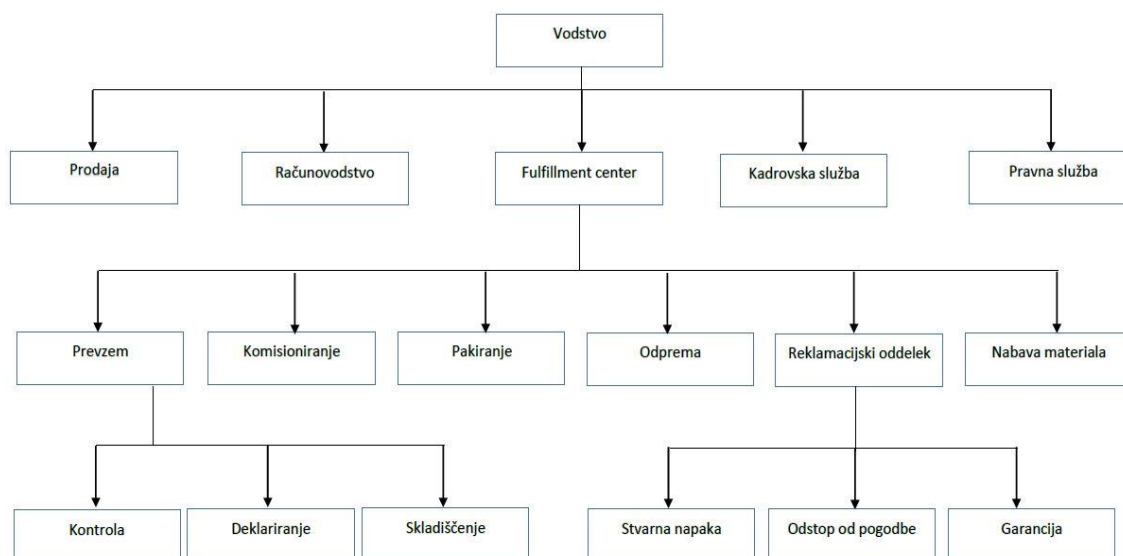 Vodstvo
Prodaja
Računovodstvo
Fulfillment center
Kadrovska služba
Pravna služba
Prevzem
Komisioniranje
Pakiranje
Odprema
Reklamacijski oddelek
Nabava materiala
Kontrola
Deklariranje
Skladiščenje
Stvarna napaka
Odstop od pogodbe
Garancija